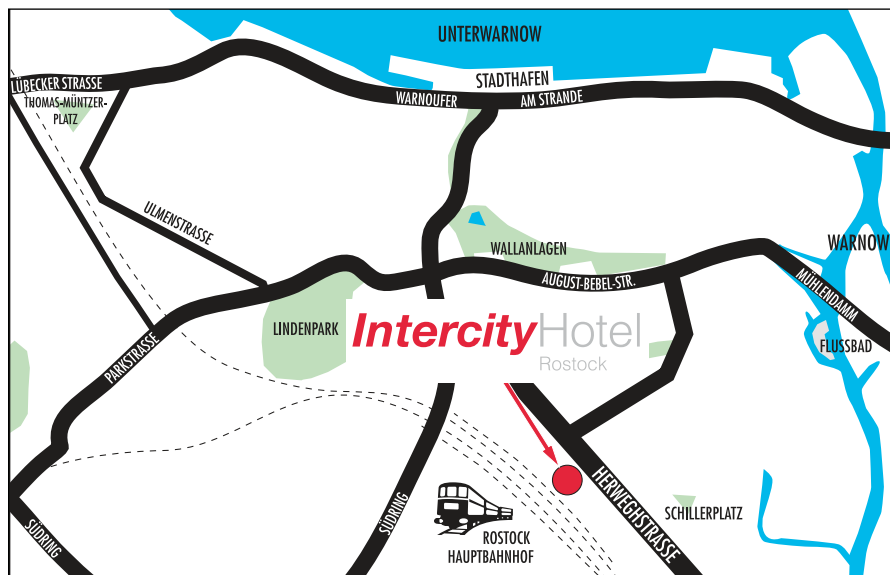 UNTERWARNOW
STADTHAFEN
LÜBECKER STRASSE
THOMAS-MÜNTZER-
PLATZ
WARNOUFER
AM STRANDE
ULMENSTRASSE
WALLANLAGEN
WARNOW
AUGUST-BEBEL-STR.
MÜHLENDAMM
LINDENPARK
IntercityHotel
Rostock
PARKSTRASSE
FLUSSBAD
HERWEGHSTRASSE
SCHILLERPLATZ
SÜDRING
SÜDRING
ROSTOCK
HAUPTBAHNHOF